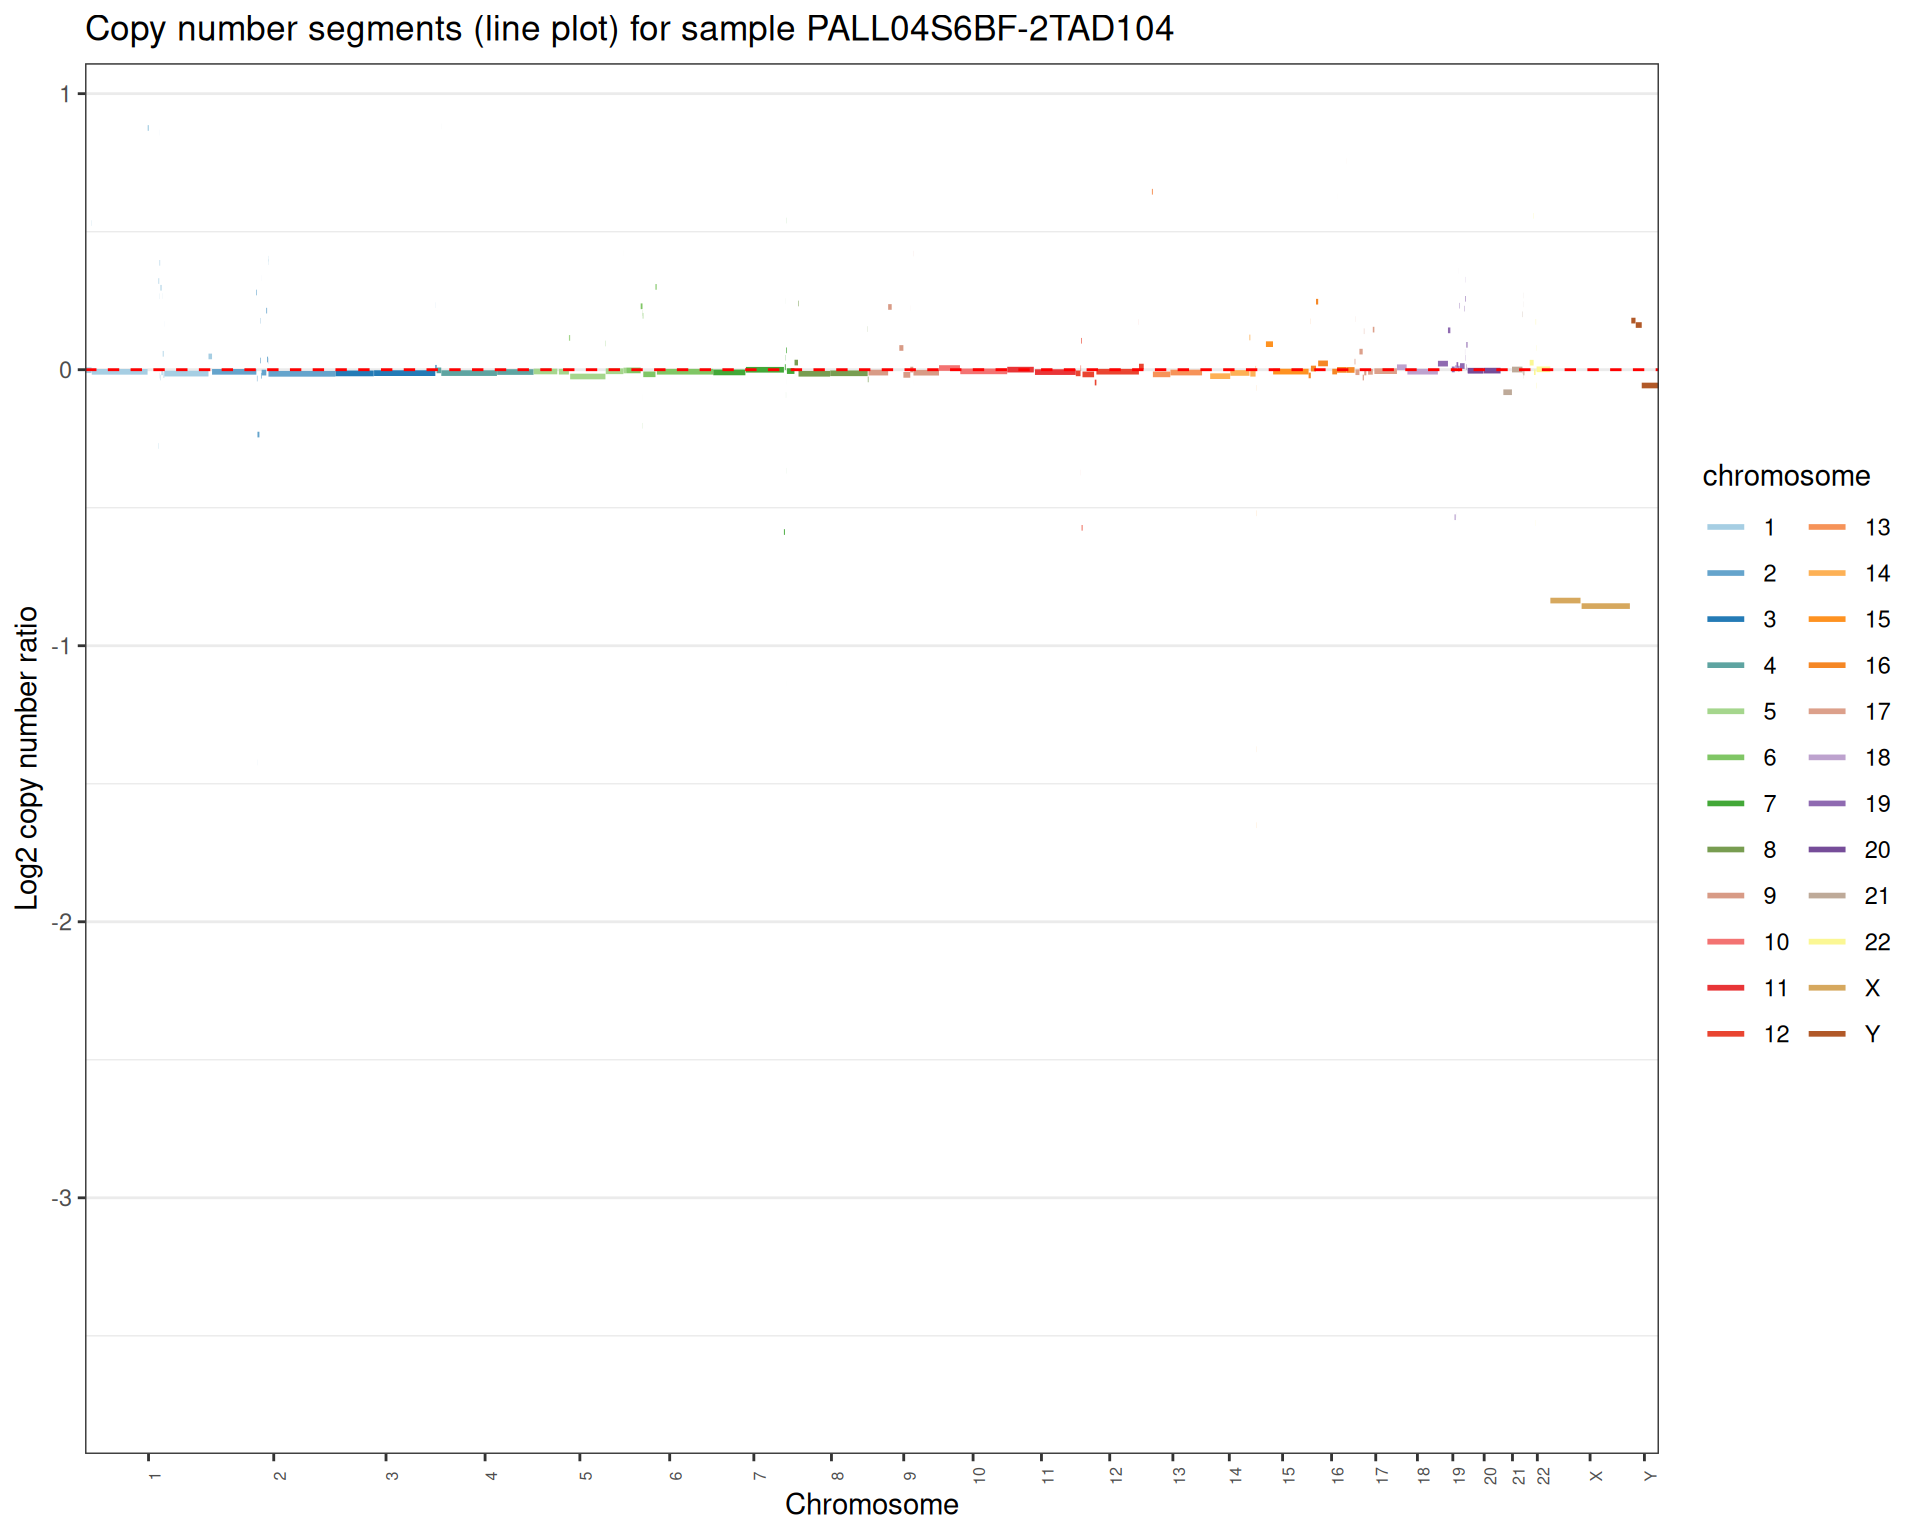 Copy number segments (line plot) for sample PALL04S6BF-2TAD104
1
0
-1
-2
-3
Log2 copy number ratio
1 2 3 4 5 6 7 8 9 10 11 12 13 14 15 16 17 18 19 20 21 22 X Y
Chromosome
chromosome
1 13
2 14
3 15
4 16
5 17
6 18
7 19
8 20
9 21
10 22
11 X
12 Y